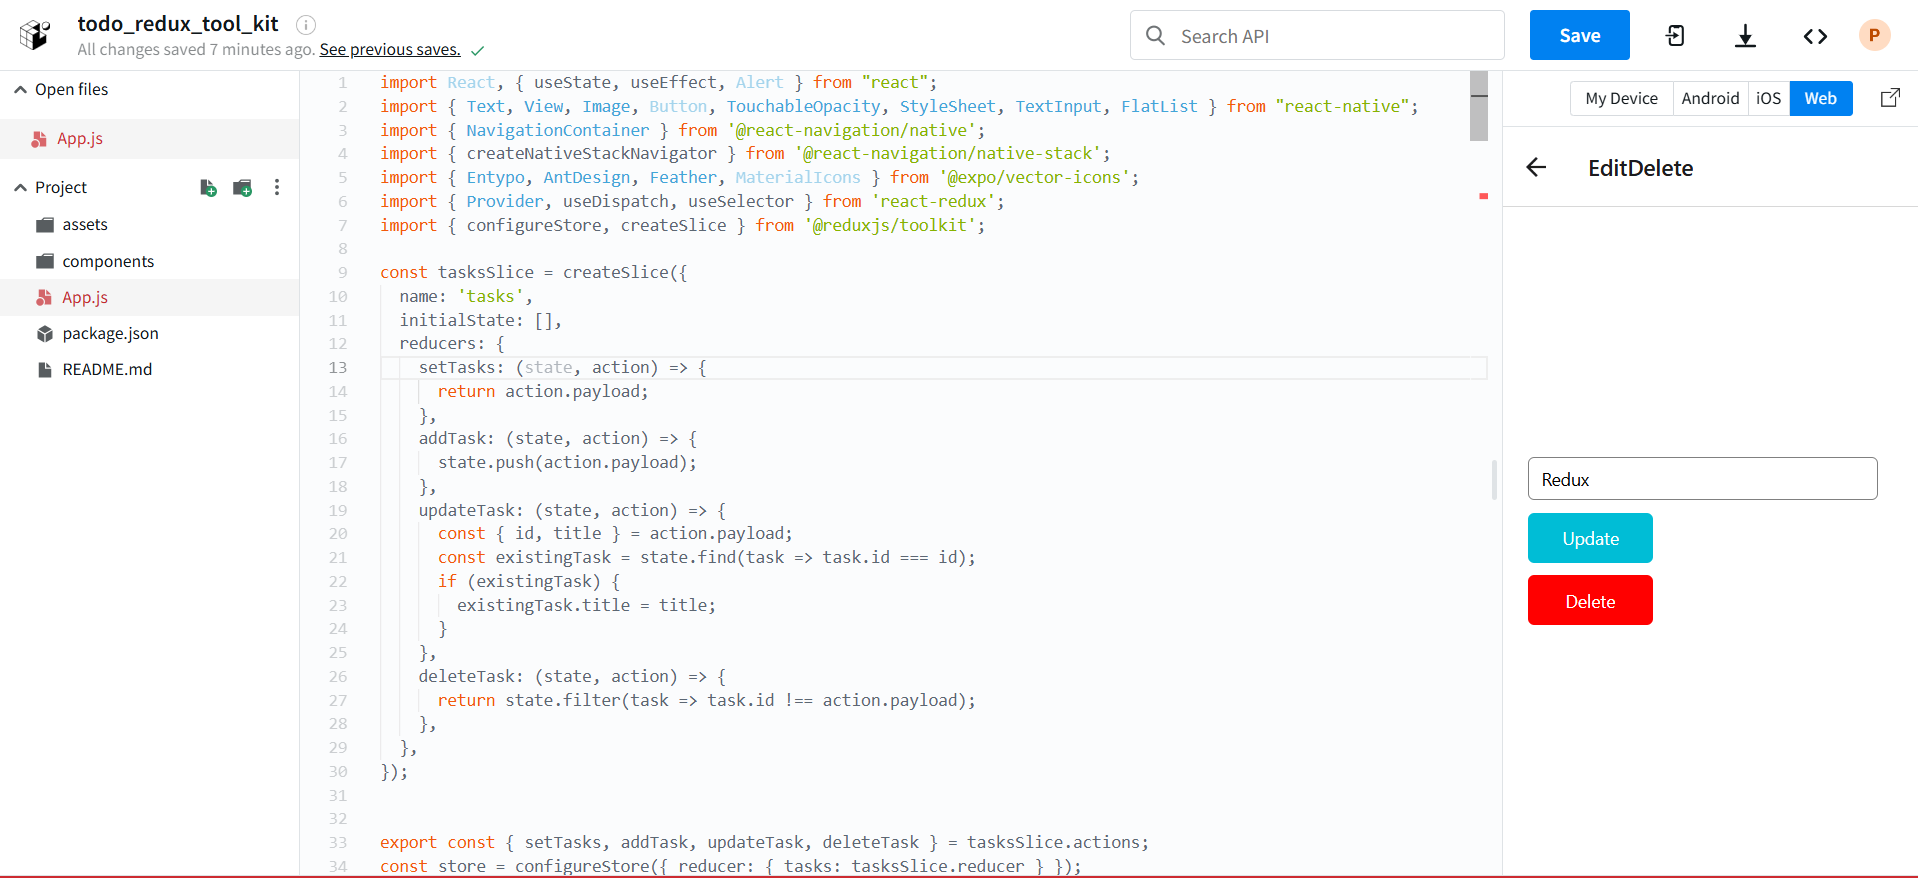 todo_redux_tool_kit
All changes saved 7 minutes ago. See previous saves.
Search API
Save
P
Open files
App.js
Project
assets
components
App.js
package.json
README.md
1 import React, { useState, useEffect, Alert } from "react";
2 import { Text, View, Image, Button, TouchableOpacity, StyleSheet, TextInput, FlatList } from "react-native";
3 import { NavigationContainer } from '@react-navigation/native';
4 import { createNativeStackNavigator } from '@react-navigation/native-stack';
5 import { Entypo, AntDesign, Feather, MaterialIcons } from '@expo/vector-icons';
6 import { Provider, useDispatch, useSelector } from 'react-redux';
7 import { configureStore, createSlice } from '@reduxjs/toolkit';
8
9 const tasksSlice = createSlice({
10 name: 'tasks',
11 initialState: [],
12 reducers: {
13 setTasks: (state, action) => {
14 return action.payload;
15 },
16 addTask: (state, action) => {
17 state.push(action.payload);
18 },
19 updateTask: (state, action) => {
20 const { id, title } = action.payload;
21 const existingTask = state.find(task => task.id === id);
22 if (existingTask) {
23 existingTask.title = title;
24 }
25 },
26 deleteTask: (state, action) => {
27 return state.filter(task => task.id !== action.payload);
28 },
29 },
30 });
31
32
33 export const { setTasks, addTask, updateTask, deleteTask } = tasksSlice.actions;
34 const store = configureStore({ reducer: { tasks: tasksSlice.reducer } });
My Device Android iOS Web
EditDelete
Redux
Update
Delete